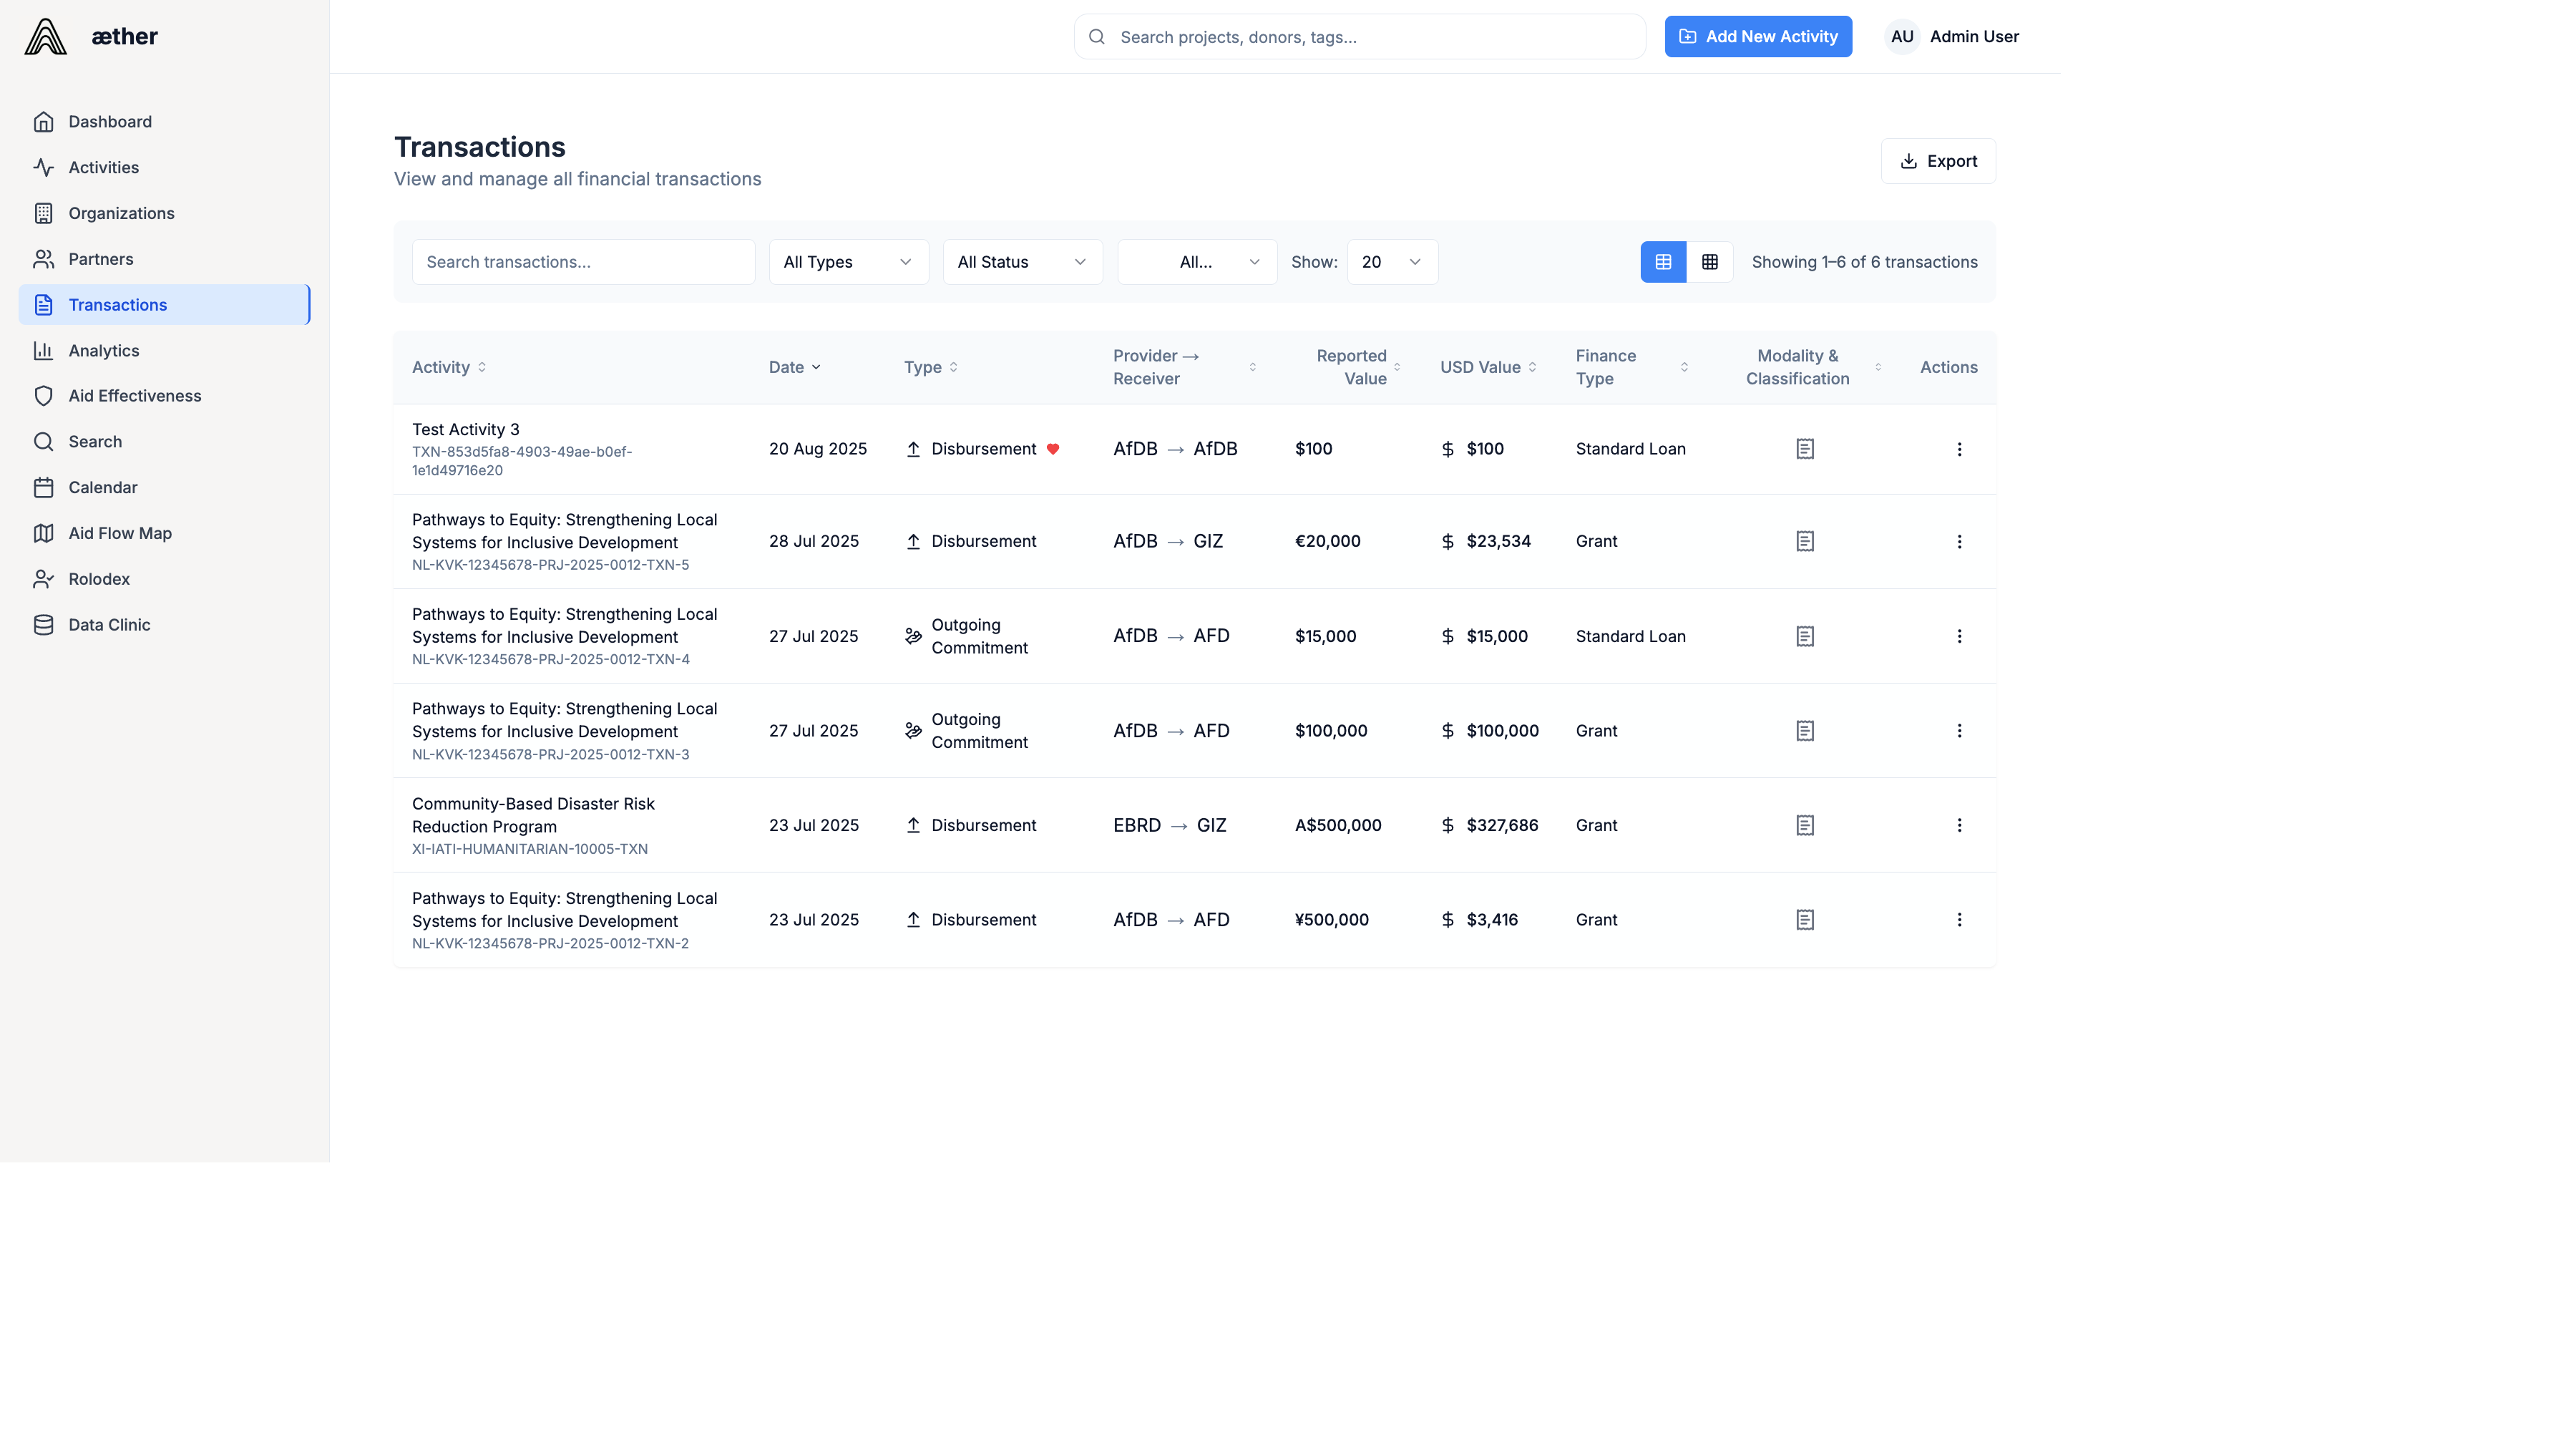 æther
Search projects, donors, tags...
Add New Activity
AU
Admin User
Dashboard
Activities
Organizations
Partners
Transactions
Analytics
Aid Effectiveness
Search
Calendar
Aid Flow Map
Rolodex
Data Clinic
Transactions
View and manage all financial transactions
Export
Search transactions...
All Types
All Status
All...
Show:
20
Showing 1–6 of 6 transactions
Activity
Date
Type
Provider →
Receiver
Reported
Value
USD Value
Finance
Type
Modality &
Classification
Actions
Test Activity 3
TXN-853d5fa8-4903-49ae-b0ef-
1e1d49716e20
20 Aug 2025
Disbursement
AfDB → AfDB
$100
$ $100
Standard Loan
Pathways to Equity: Strengthening Local
Systems for Inclusive Development
NL-KVK-12345678-PRJ-2025-0012-TXN-5
28 Jul 2025
Disbursement
AfDB → GIZ
€20,000
$ $23,534
Grant
Pathways to Equity: Strengthening Local
Systems for Inclusive Development
NL-KVK-12345678-PRJ-2025-0012-TXN-4
27 Jul 2025
Outgoing
Commitment
AfDB → AFD
$15,000
$ $15,000
Standard Loan
Pathways to Equity: Strengthening Local
Systems for Inclusive Development
NL-KVK-12345678-PRJ-2025-0012-TXN-3
27 Jul 2025
Outgoing
Commitment
AfDB → AFD
$100,000
$ $100,000
Grant
Community-Based Disaster Risk
Reduction Program
XI-IATI-HUMANITARIAN-10005-TXN
23 Jul 2025
Disbursement
EBRD → GIZ
A$500,000
$ $327,686
Grant
Pathways to Equity: Strengthening Local
Systems for Inclusive Development
NL-KVK-12345678-PRJ-2025-0012-TXN-2
23 Jul 2025
Disbursement
AfDB → AFD
¥500,000
$ $3,416
Grant